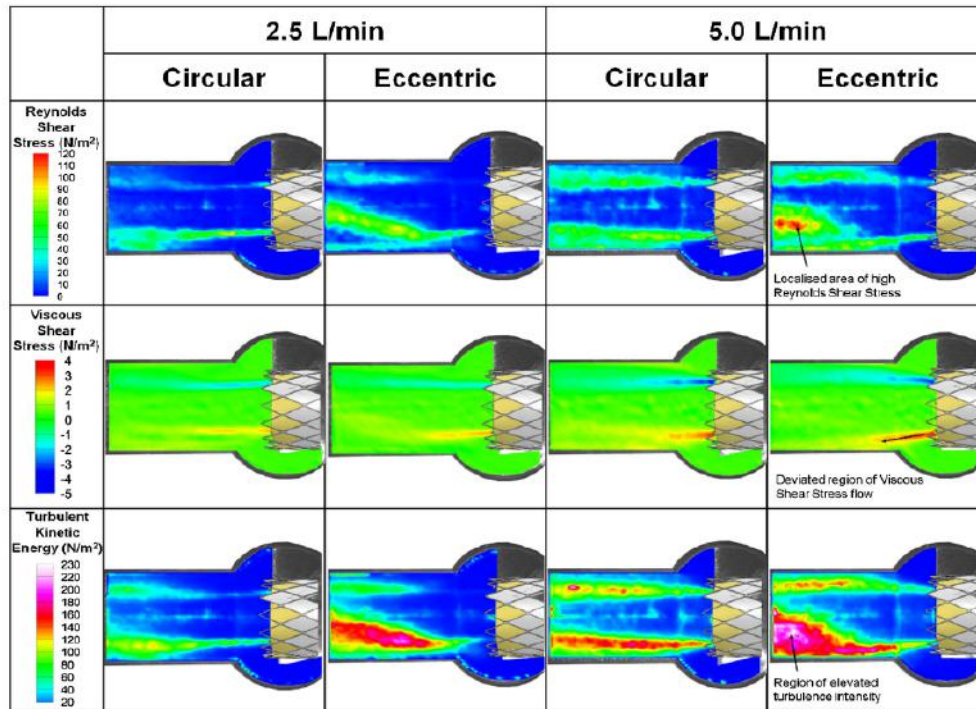 2.5 L/min
5.0 L/min
Circular
Eccentric
Circular
Eccentric
Reynolds
Shear
Stress (N/m²)
120
110
100
90
80
70
60
50
40
30
20
10
0
Localised area of high
Reynolds Shear Stress
Viscous
Shear
Stress (N/m²)
4
3
2
1
0
-1
-2
-3
-4
-5
Deviated region of Viscous
Shear Stress flow
Turbulent
Kinetic
Energy (N/m²)
230
220
200
180
160
140
120
100
80
60
40
20
Region of elevated
turbulence intensity